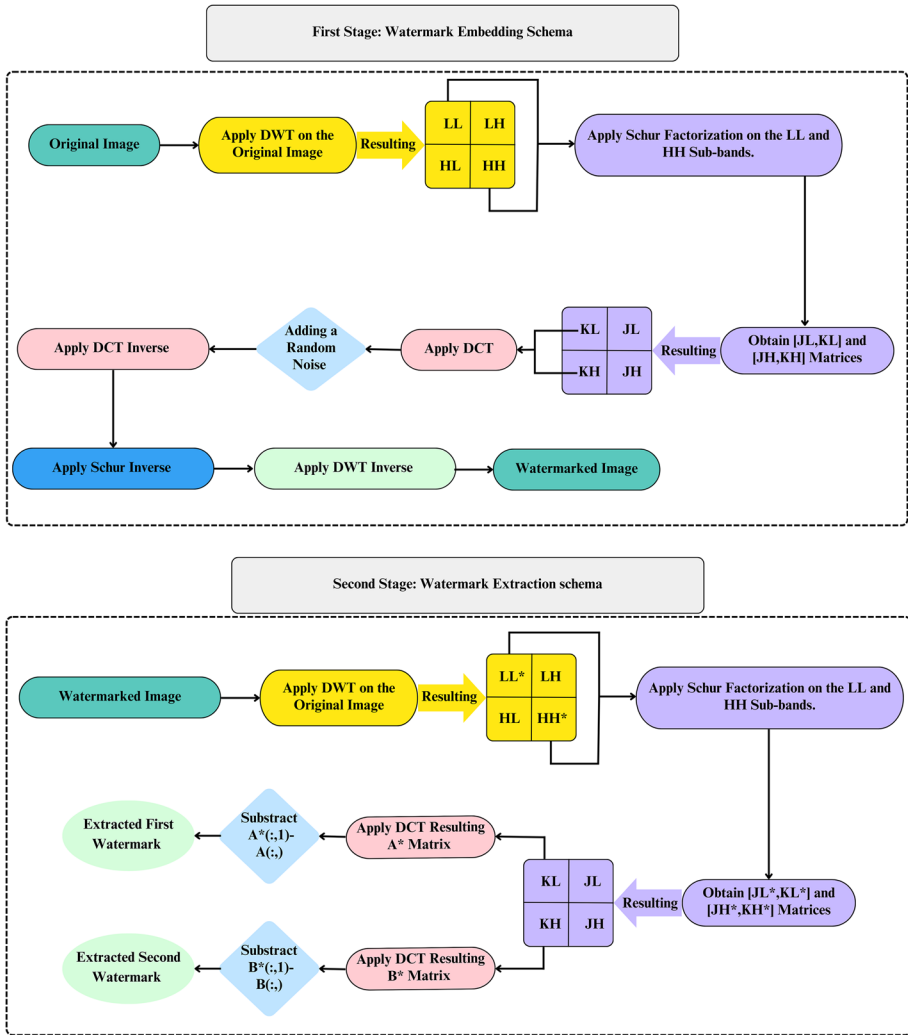 First Stage: Watermark Embedding Schema
Original Image
Apply DWT on the
Original Image
Resulting
LL
LH
HL
HH
Apply Schur Factorization on the LL and
HH Sub-bands.
Apply DCT Inverse
Adding a
Random
Noise
Apply DCT
KL
JL
KH
JH
Resulting
Obtain [JL,KL] and
[JH,KH] Matrices
Apply Schur Inverse
Apply DWT Inverse
Watermarked Image
Second Stage: Watermark Extraction schema
Watermarked Image
Apply DWT on the
Original Image
Resulting
LL*
LH
HL
HH*
Apply Schur Factorization on the LL and
HH Sub-bands.
Extracted First
Watermark
Substract
A*(:,1)-
A(:,)
Apply DCT Resulting
A* Matrix
KL
JL
KH
JH
Resulting
Obtain [JL*,KL*] and
[JH*,KH*] Matrices
Extracted Second
Watermark
Substract
B*(:,1)-
B(:,)
Apply DCT Resulting
B* Matrix